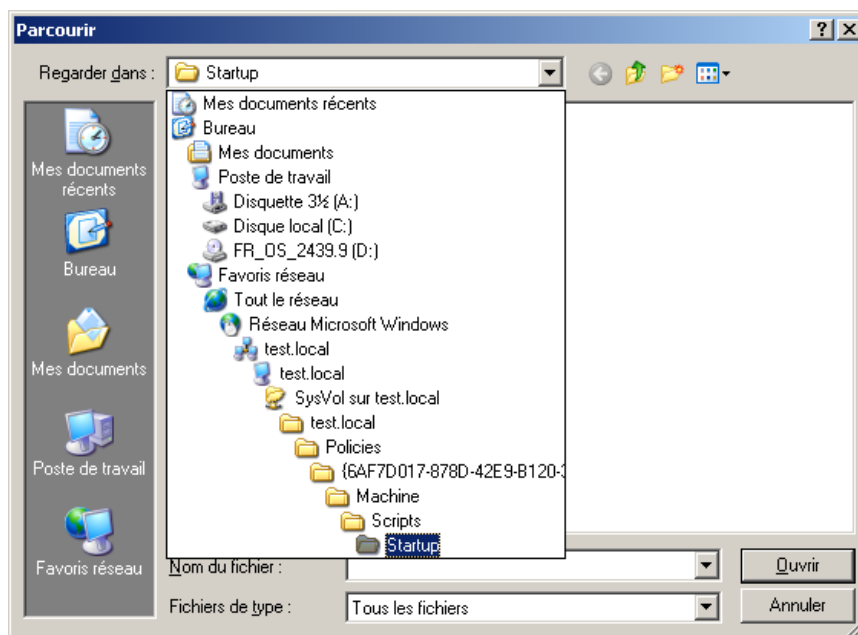 Parcourir
Regarder dans :
Startup
Mes documents récents
Bureau
Mes documents
Poste de travail
Disquette 3½ (A:)
Disque local (C:)
FR_OS_2439.9 (D:)
Favoris réseau
Tout le réseau
Réseau Microsoft Windows
test.local
test.local
SysVol sur test.local
test.local
Policies
{6AF7D017-878D-42E9-B120-
Machine
Scripts
Startup
Mes documents
récents
Bureau
Mes documents
Poste de travail
Favoris réseau
Nom du fichier :
Ouvrir
Fichiers de type :
Tous les fichiers
Annuler